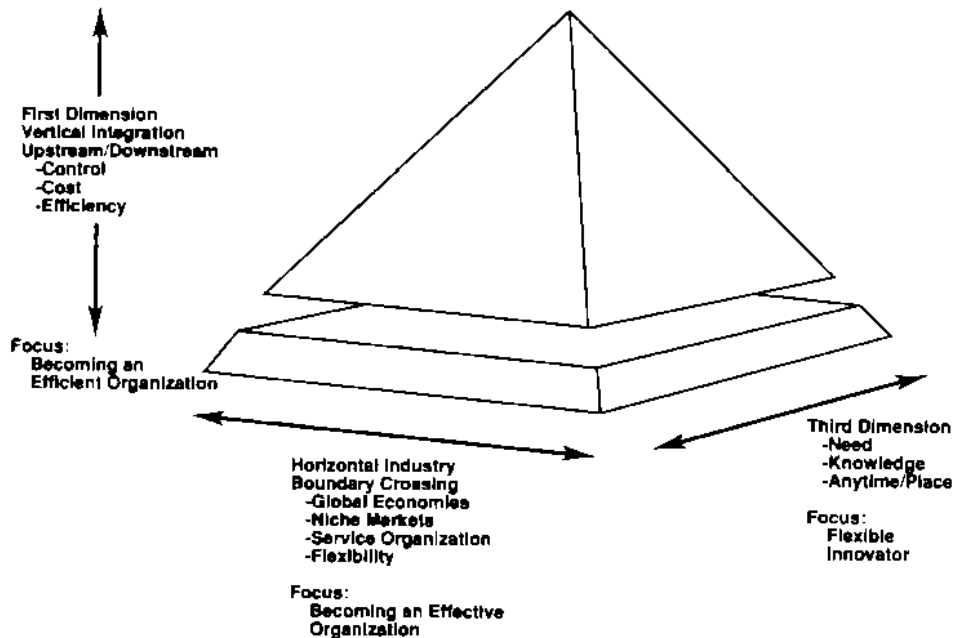 First Dimension
Vertical Integration
Upstream/Downstream
-Control
-Cost
-Efficiency
Focus:
Becoming an
Efficient Organization
Horizontal Industry
Boundary Crossing
-Global Economies
-Niche Markets
-Service Organization
-Flexibility
Focus:
Becoming an Effective
Organization
Third Dimension
-Need
-Knowledge
-Anytime/Place
Focus:
Flexible
Innovator